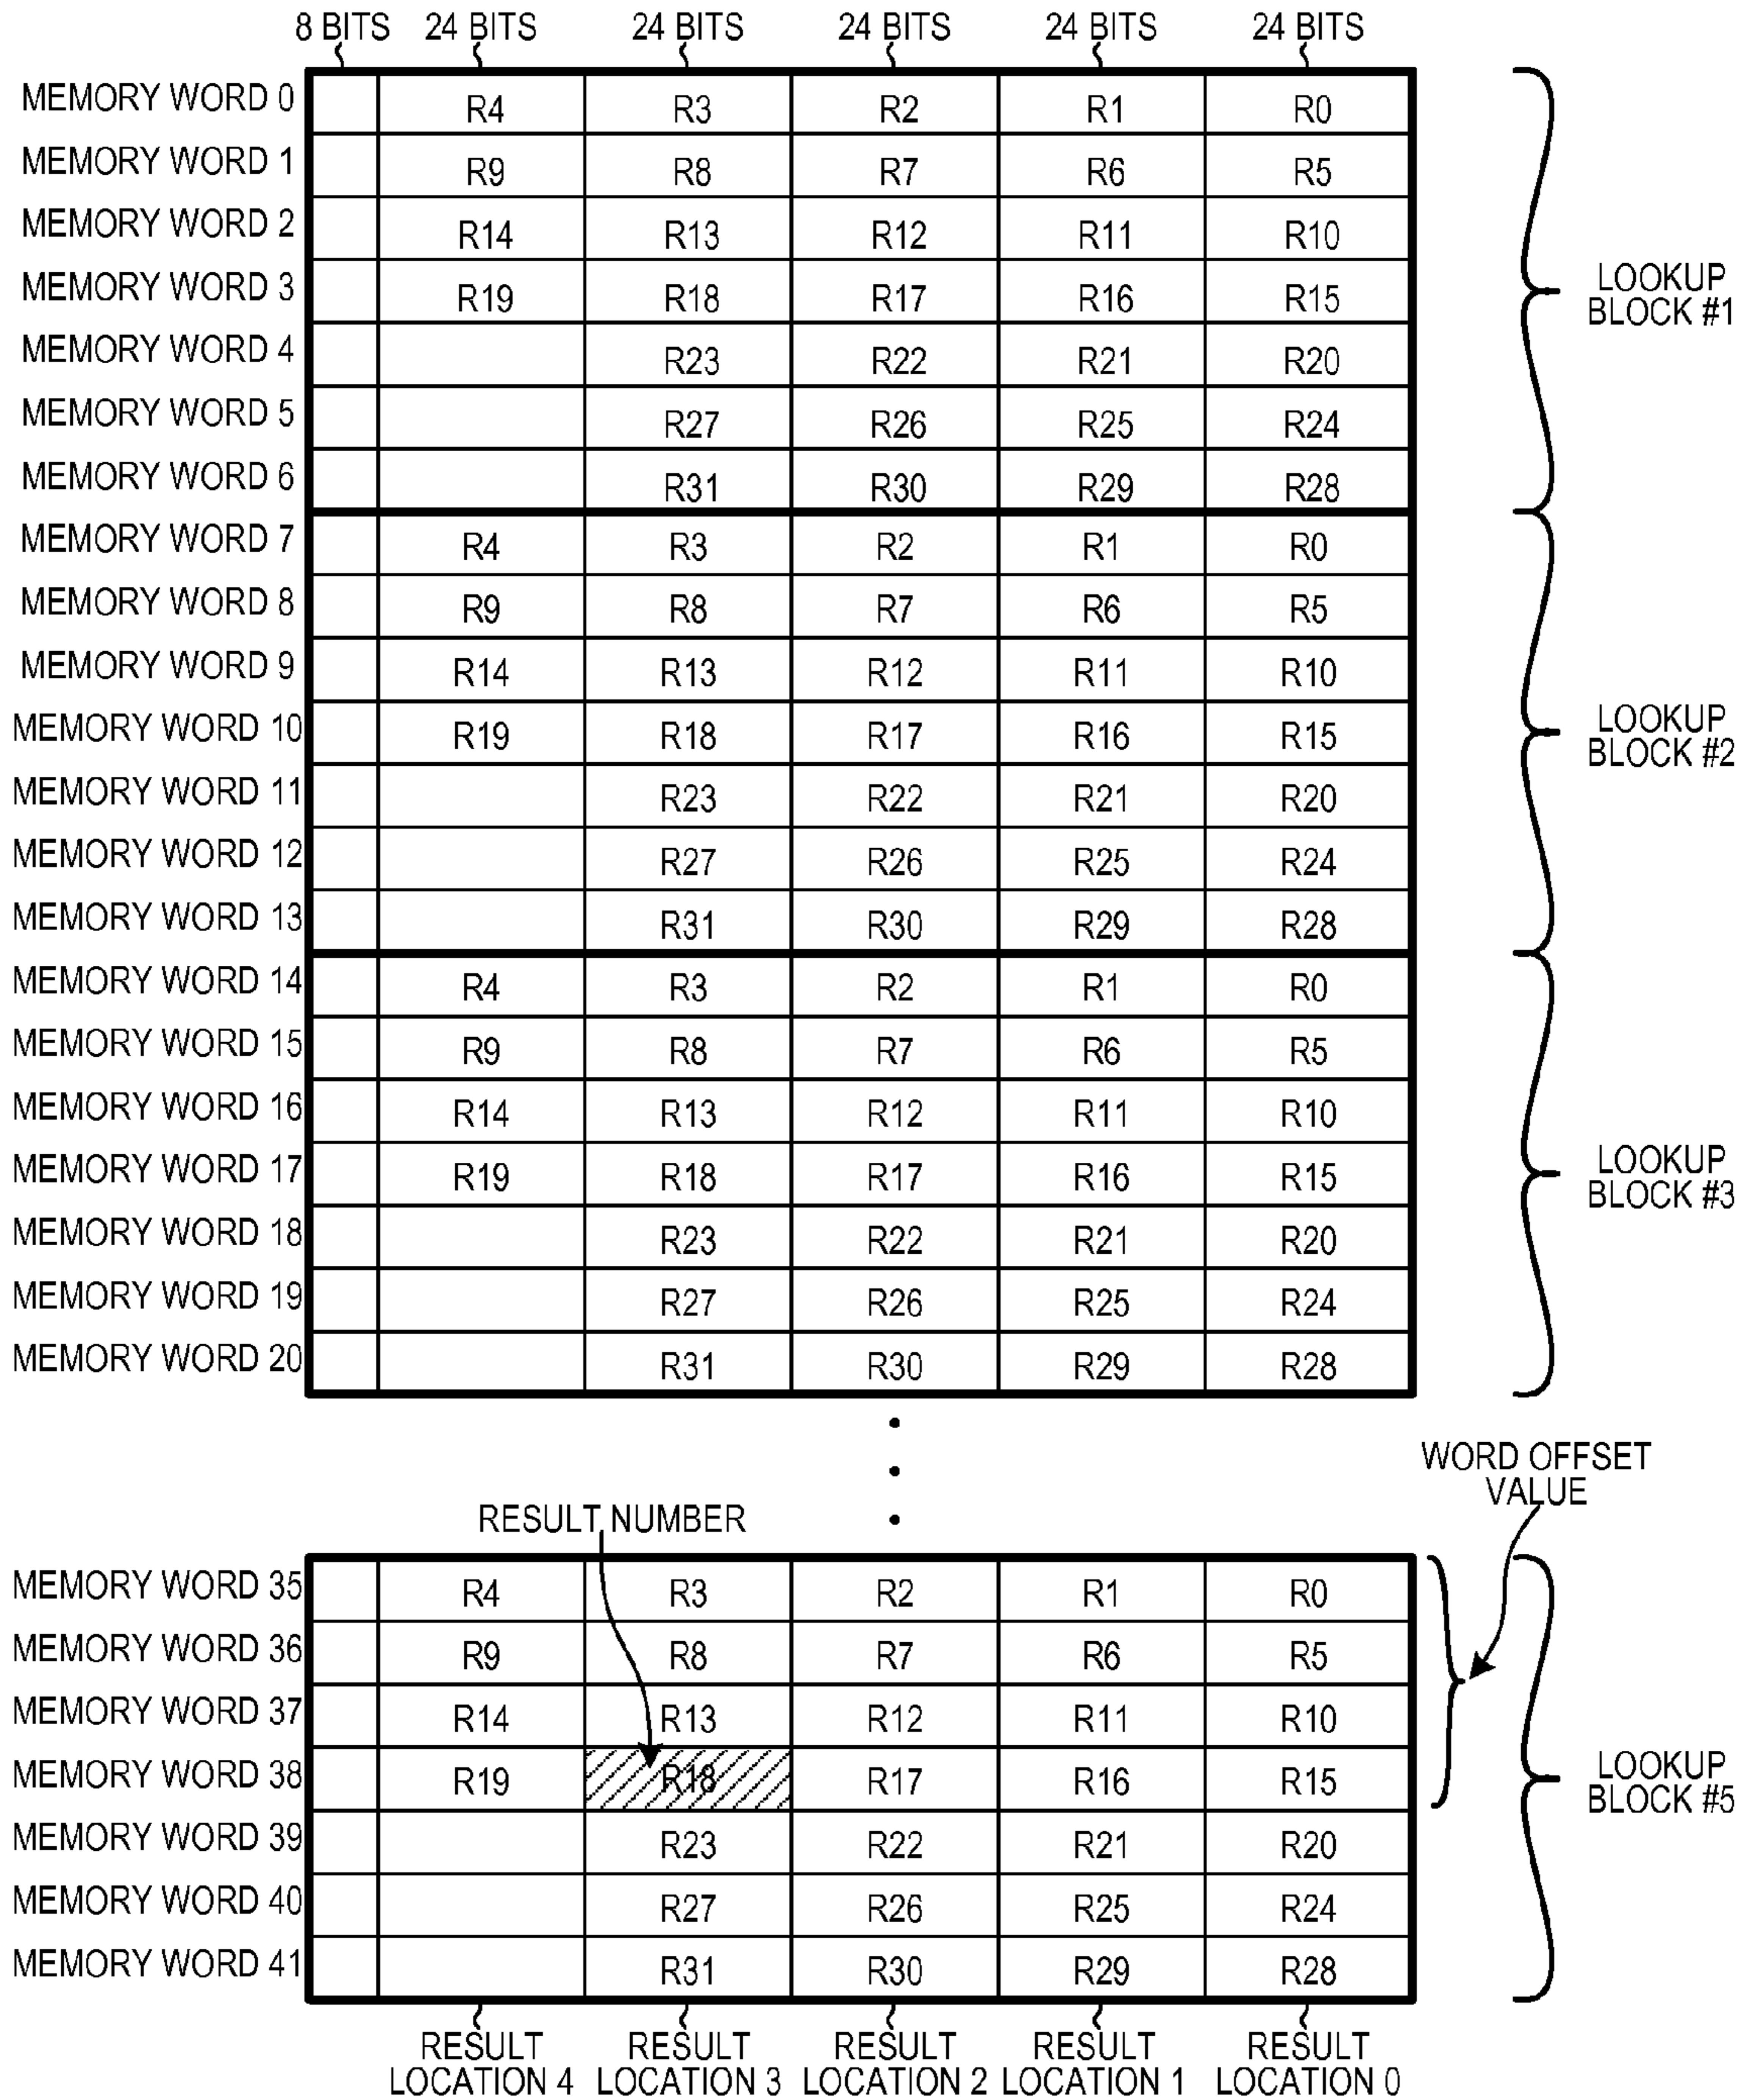 8 BITS 24 BITS 24 BITS 24 BITS 24 BITS 24 BITS
MEMORY WORD 0 R4 R3 R2 R1 R0
MEMORY WORD 1 R9 R8 R7 R6 R5
MEMORY WORD 2 R14 R13 R12 R11 R10
MEMORY WORD 3 R19 R18 R17 R16 R15
LOOKUP
BLOCK #1
MEMORY WORD 4 R23 R22 R21 R20
MEMORY WORD 5 R27 R26 R25 R24
MEMORY WORD 6 R31 R30 R29 R28
MEMORY WORD 7 R4 R3 R2 R1 R0
MEMORY WORD 8 R9 R8 R7 R6 R5
MEMORY WORD 9 R14 R13 R12 R11 R10
MEMORY WORD 10 R19 R18 R17 R16 R15
LOOKUP
BLOCK #2
MEMORY WORD 11 R23 R22 R21 R20
MEMORY WORD 12 R27 R26 R25 R24
MEMORY WORD 13 R31 R30 R29 R28
MEMORY WORD 14 R4 R3 R2 R1 R0
MEMORY WORD 15 R9 R8 R7 R6 R5
MEMORY WORD 16 R14 R13 R12 R11 R10
MEMORY WORD 17 R19 R18 R17 R16 R15
LOOKUP
BLOCK #3
MEMORY WORD 18 R23 R22 R21 R20
MEMORY WORD 19 R27 R26 R25 R24
MEMORY WORD 20 R31 R30 R29 R28
WORD OFFSET
VALUE
RESULT NUMBER
MEMORY WORD 35 R4 R3 R2 R1 R0
MEMORY WORD 36 R9 R8 R7 R6 R5
MEMORY WORD 37 R14 R13 R12 R11 R10
MEMORY WORD 38 R19 R18 R17 R16 R15
LOOKUP
BLOCK #5
MEMORY WORD 39 R23 R22 R21 R20
MEMORY WORD 40 R27 R26 R25 R24
MEMORY WORD 41 R31 R30 R29 R28
RESULT
LOCATION 4
RESULT
LOCATION 3
RESULT
LOCATION 2
RESULT
LOCATION 1
RESULT
LOCATION 0